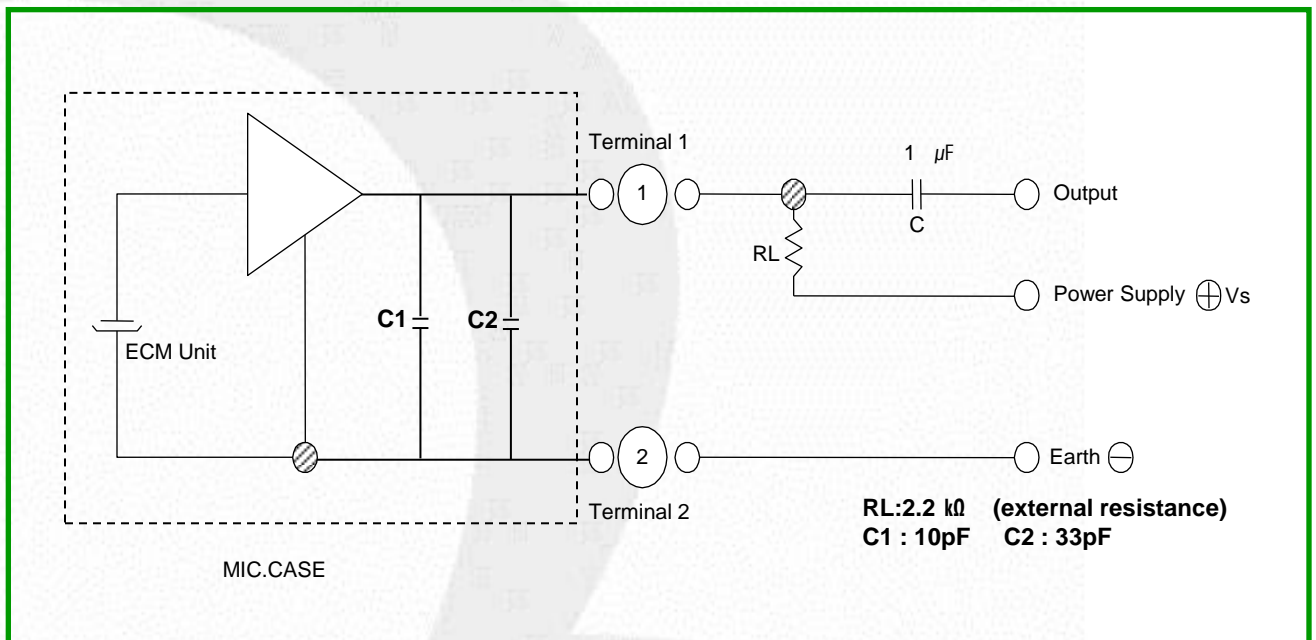 Terminal 1
1 μF
1
Output
C
RL
Power Supply ⊕Vs
C1
C2
ECM Unit
2
Earth ⊖
Terminal 2
RL:2.2 kΩ (external resistance)
C1 : 10pF C2 : 33pF
MIC.CASE